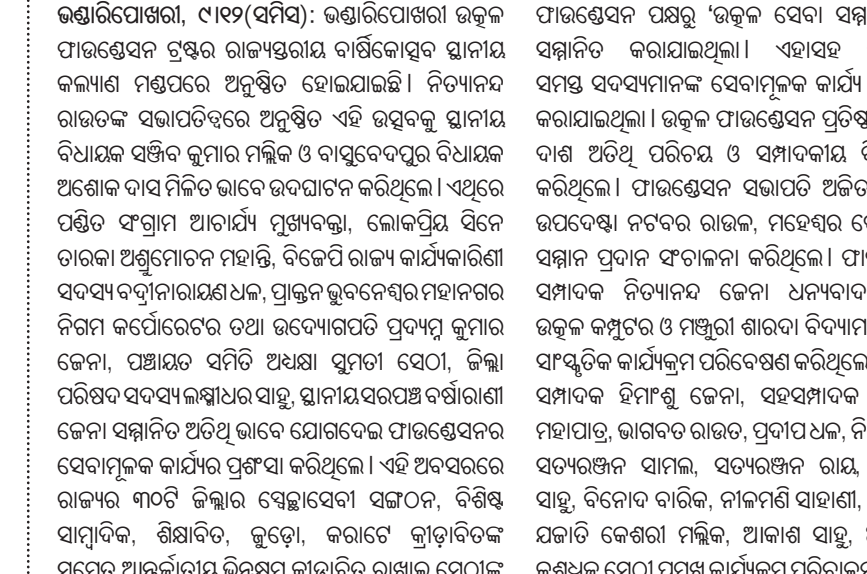 ଭଣ୍ଡାରିପୋଖରୀ, ୯।୧୨(ସମିସ): ଭଣ୍ଡାରିପୋଖରୀ ଉତ୍କଳ
ଫାଉଣ୍ଡେସନ ଟ୍ରଷ୍ଟର ରାଜ୍ୟସ୍ତରୀୟ ବାର୍ଷିକୋତ୍ସବ ସ୍ଥାନୀୟ
କଲ୍ୟାଣ ମଣ୍ଡପରେ ଅନୁଷ୍ଠିତ ହୋଇଯାଇଛି। ନିତ୍ୟାନନ୍ଦ
ରାଉତଙ୍କ ସଭାପତିତ୍ୱରେ ଅନୁଷ୍ଠିତ ଏହି ଉତ୍ସବକୁ ସ୍ଥାନୀୟ
ବିଧାୟକ ସଞ୍ଜିବ କୁମାର ମଲ୍ଲିକ ଓ ବାସୁବେଦପୁର ବିଧାୟକ
ଅଶୋକ ଦାସ ମିଳିତ ଭାବେ ଉଦଘାଟନ କରିଥିଲେ। ଏଥିରେ
ପଣ୍ଡିତ ସଂଗ୍ରାମ ଆଚାର୍ଯ୍ୟ ମୁଖ୍ୟବକ୍ତା, ଲୋକପ୍ରିୟ ସିନେ
ତାରକା ଅଶ୍ରୁମୋଚନ ମହାନ୍ତି, ବିଜେପି ରାଜ୍ୟ କାର୍ଯ୍ୟକାରିଣୀ
ସଦସ୍ୟ ବଦ୍ରୀନାରାୟଣ ଧଳ, ପ୍ରାକ୍ତନ ଭୁବନେଶ୍ୱର ମହାନଗର
ନିଗମ କର୍ପୋରେଟର ତଥା ଉଦ୍ୟୋଗପତି ପ୍ରଦ୍ୟୁମ୍ନ କୁମାର
ଜେନା, ପଞ୍ଚାୟତ ସମିତି ଅଧ୍ୟକ୍ଷା ସୁମତୀ ସେଠୀ, ଜିଲ୍ଲା
ପରିଷଦ ସଦସ୍ୟ ଲକ୍ଷ୍ମୀଧର ସାହୁ, ସ୍ଥାନୀୟ ସରପଞ୍ଚ ବର୍ଷାରାଣୀ
ଜେନା ସମ୍ମାନିତ ଅତିଥି ଭାବେ ଯୋଗଦେଇ ଫାଉଣ୍ଡେସନର
ସେବାମୂଳକ କାର୍ଯ୍ୟର ପ୍ରଶଂସା କରିଥିଲେ। ଏହି ଅବସରରେ
ରାଜ୍ୟର ୩୦ଟି ଜିଲ୍ଲାର ସ୍ୱେଚ୍ଛାସେବୀ ସଙ୍ଗଠନ, ବିଶିଷ୍ଟ
ସାମ୍ବାଦିକ, ଶିକ୍ଷାବିତ, ଜୁଡ଼ୋ, କରାଟେ କ୍ରୀଡ଼ାବିତଙ୍କ
ସମେତ ଆନ୍ତର୍ଜାତୀୟ ଭିନ୍ନକ୍ଷମ କ୍ରୀଡ଼ାବିତ ରାଖାଲ ସେଠୀଙ୍କ
ଫାଉଣ୍ଡେସନ ପକ୍ଷରୁ ‘ଉତ୍କଳ ସେବା
ସମ୍ମାନିତ କରାଯାଇଥିଲା। ଏହାସହ
ସମସ୍ତ ସଦସ୍ୟମାନଙ୍କ ସେବାମୂଳକ କାର୍ଯ୍ୟ
କରାଯାଇଥିଲା। ଉତ୍କଳ ଫାଉଣ୍ଡେସନ
ଦାଶ ଅତିଥି ପରିଚୟ ଓ ସମ୍ପାଦକୀୟ
କରିଥିଲେ। ଫାଉଣ୍ଡେସନ ସଭାପତି ଅଜିତ
ଉପଦେଷ୍ଟା ନଟବର ରାଉଳ, ମହେଶ୍ୱର
ସମ୍ମାନ ପ୍ରଦାନ ସଂଚାଳନା କରିଥିଲେ।
ସମ୍ପାଦକ ନିତ୍ୟାନନ୍ଦ ଜେନା ଧନ୍ୟବାଦ
ଉତ୍କଳ କମ୍ପୁଟର ଓ ମଞ୍ଜୁରୀ ଶାରଦା
ସାଂସ୍କୃତିକ କାର୍ଯ୍ୟକ୍ରମ ପରିବେଷଣ କରିଥିଲେ
ସମ୍ପାଦକ ହିମାଂଶୁ ଜେନା, ସହସମ୍ପାଦକ
ମହାପାତ୍ର, ଭାଗବତ ରାଉତ, ପ୍ରଦୀପ ଧଳ,
ସତ୍ୟରଞ୍ଜନ ସାମଲ, ସତ୍ୟରଞ୍ଜନ ରାୟ,
ସାହୁ, ବିନୋଦ ବାରିକ, ନୀଳମଣି ସାହାଣୀ,
ଯଜାତି କେଶରୀ ମଲ୍ଲିକ, ଆକାଶ ସାହୁ,
ସେଠୀ ପ୍ରମୁଖ କାର୍ଯ୍ୟକ୍ରମ